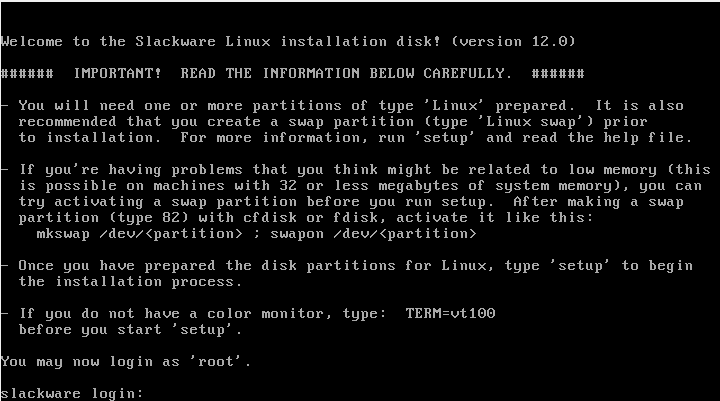 Welcome to the Slackware Linux installation disk! (version 12.0)
######  IMPORTANT!  READ THE INFORMATION BELOW CAREFULLY.  ######
- You will need one or more partitions of type 'Linux' prepared.  It is also
recommended that you create a swap partition (type 'Linux swap') prior
to installation.  For more information, run 'setup' and read the help file.
- If you're having problems that you think might be related to low memory (this
is possible on machines with 32 or less megabytes of system memory), you can
try activating a swap partition before you run setup.  After making a swap
partition (type 82) with cfdisk or fdisk, activate it like this:
mkswap /dev/<partition> ; swapon /dev/<partition>
- Once you have prepared the disk partitions for Linux, type 'setup' to begin
the installation process.
- If you do not have a color monitor, type:  TERM=vt100
before you start 'setup'.
You may now login as 'root'.
slackware login: